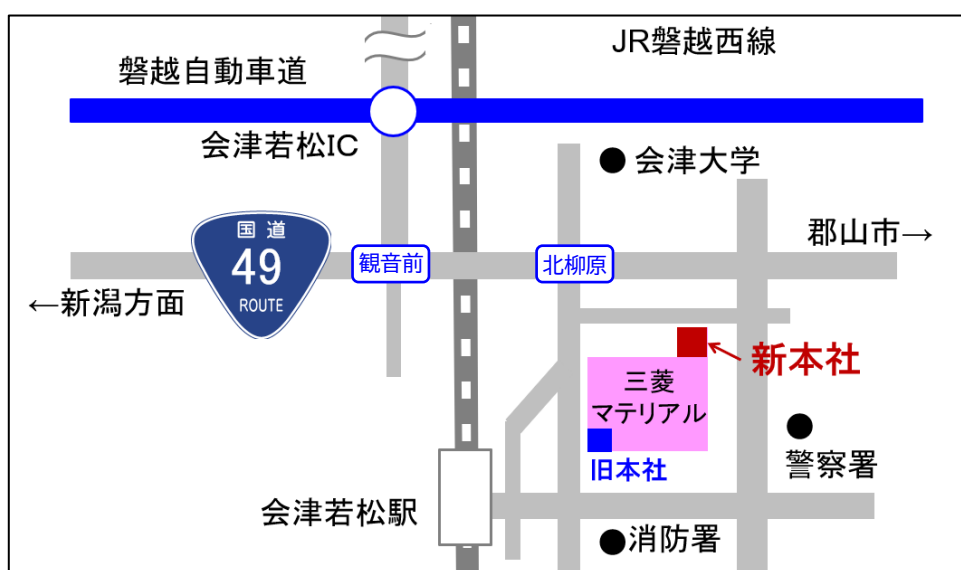 JR磐越西線
磐越自動車道
会津若松IC
会津大学
国道
49
ROUTE
観音前
北柳原
郡山市→
←新潟方面
新本社
三菱
マテリアル
旧本社
警察署
会津若松駅
消防署